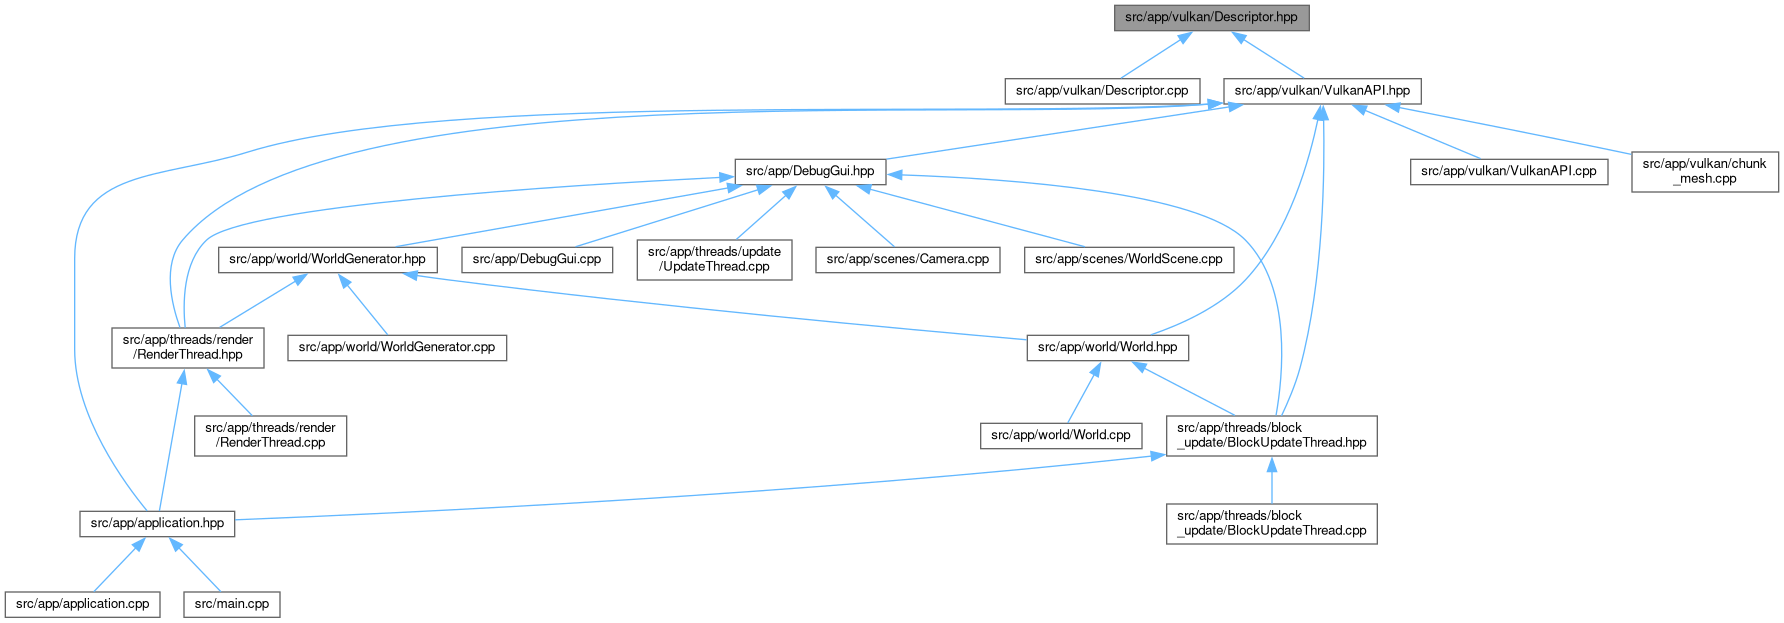 src/app/vulkan/Descriptor.hpp
src/app/vulkan/Descriptor.cpp
src/app/vulkan/VulkanAPI.hpp
src/app/DebugGui.hpp
src/app/vulkan/VulkanAPI.cpp
src/app/vulkan/chunk
_mesh.cpp
src/app/world/WorldGenerator.hpp
src/app/DebugGui.cpp
src/app/threads/update
/UpdateThread.cpp
src/app/scenes/Camera.cpp
src/app/scenes/WorldScene.cpp
src/app/threads/render
/RenderThread.hpp
src/app/world/WorldGenerator.cpp
src/app/world/World.hpp
src/app/threads/render
/RenderThread.cpp
src/app/world/World.cpp
src/app/threads/block
_update/BlockUpdateThread.hpp
src/app/application.hpp
src/app/threads/block
_update/BlockUpdateThread.cpp
src/app/application.cpp
src/main.cpp